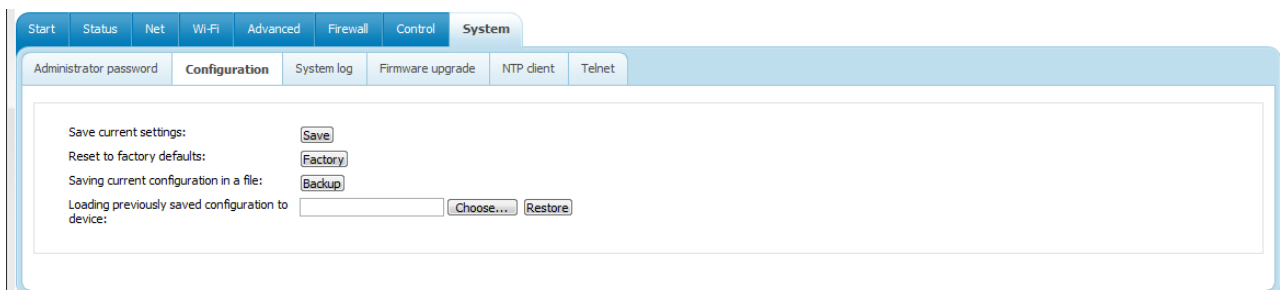 Start Status Net Wi-Fi Advanced Firewall Control System
Administrator password Configuration System log Firmware upgrade NTP client Telnet
Save current settings: Save
Reset to factory defaults: Factory
Saving current configuration in a file: Backup
Loading previously saved configuration to
device: Choose... Restore